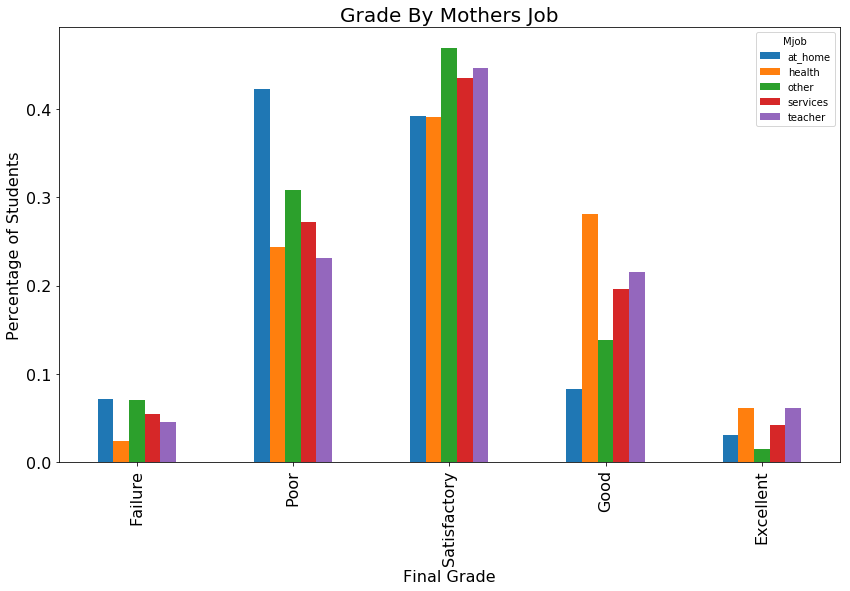 Grade By Mothers Job
Mjob
at_home
health
other
services
teacher
Percentage of Students
0.4
0.3
0.2
0.1
0.0
Failure
Poor
Satisfactory
Good
Excellent
Final Grade